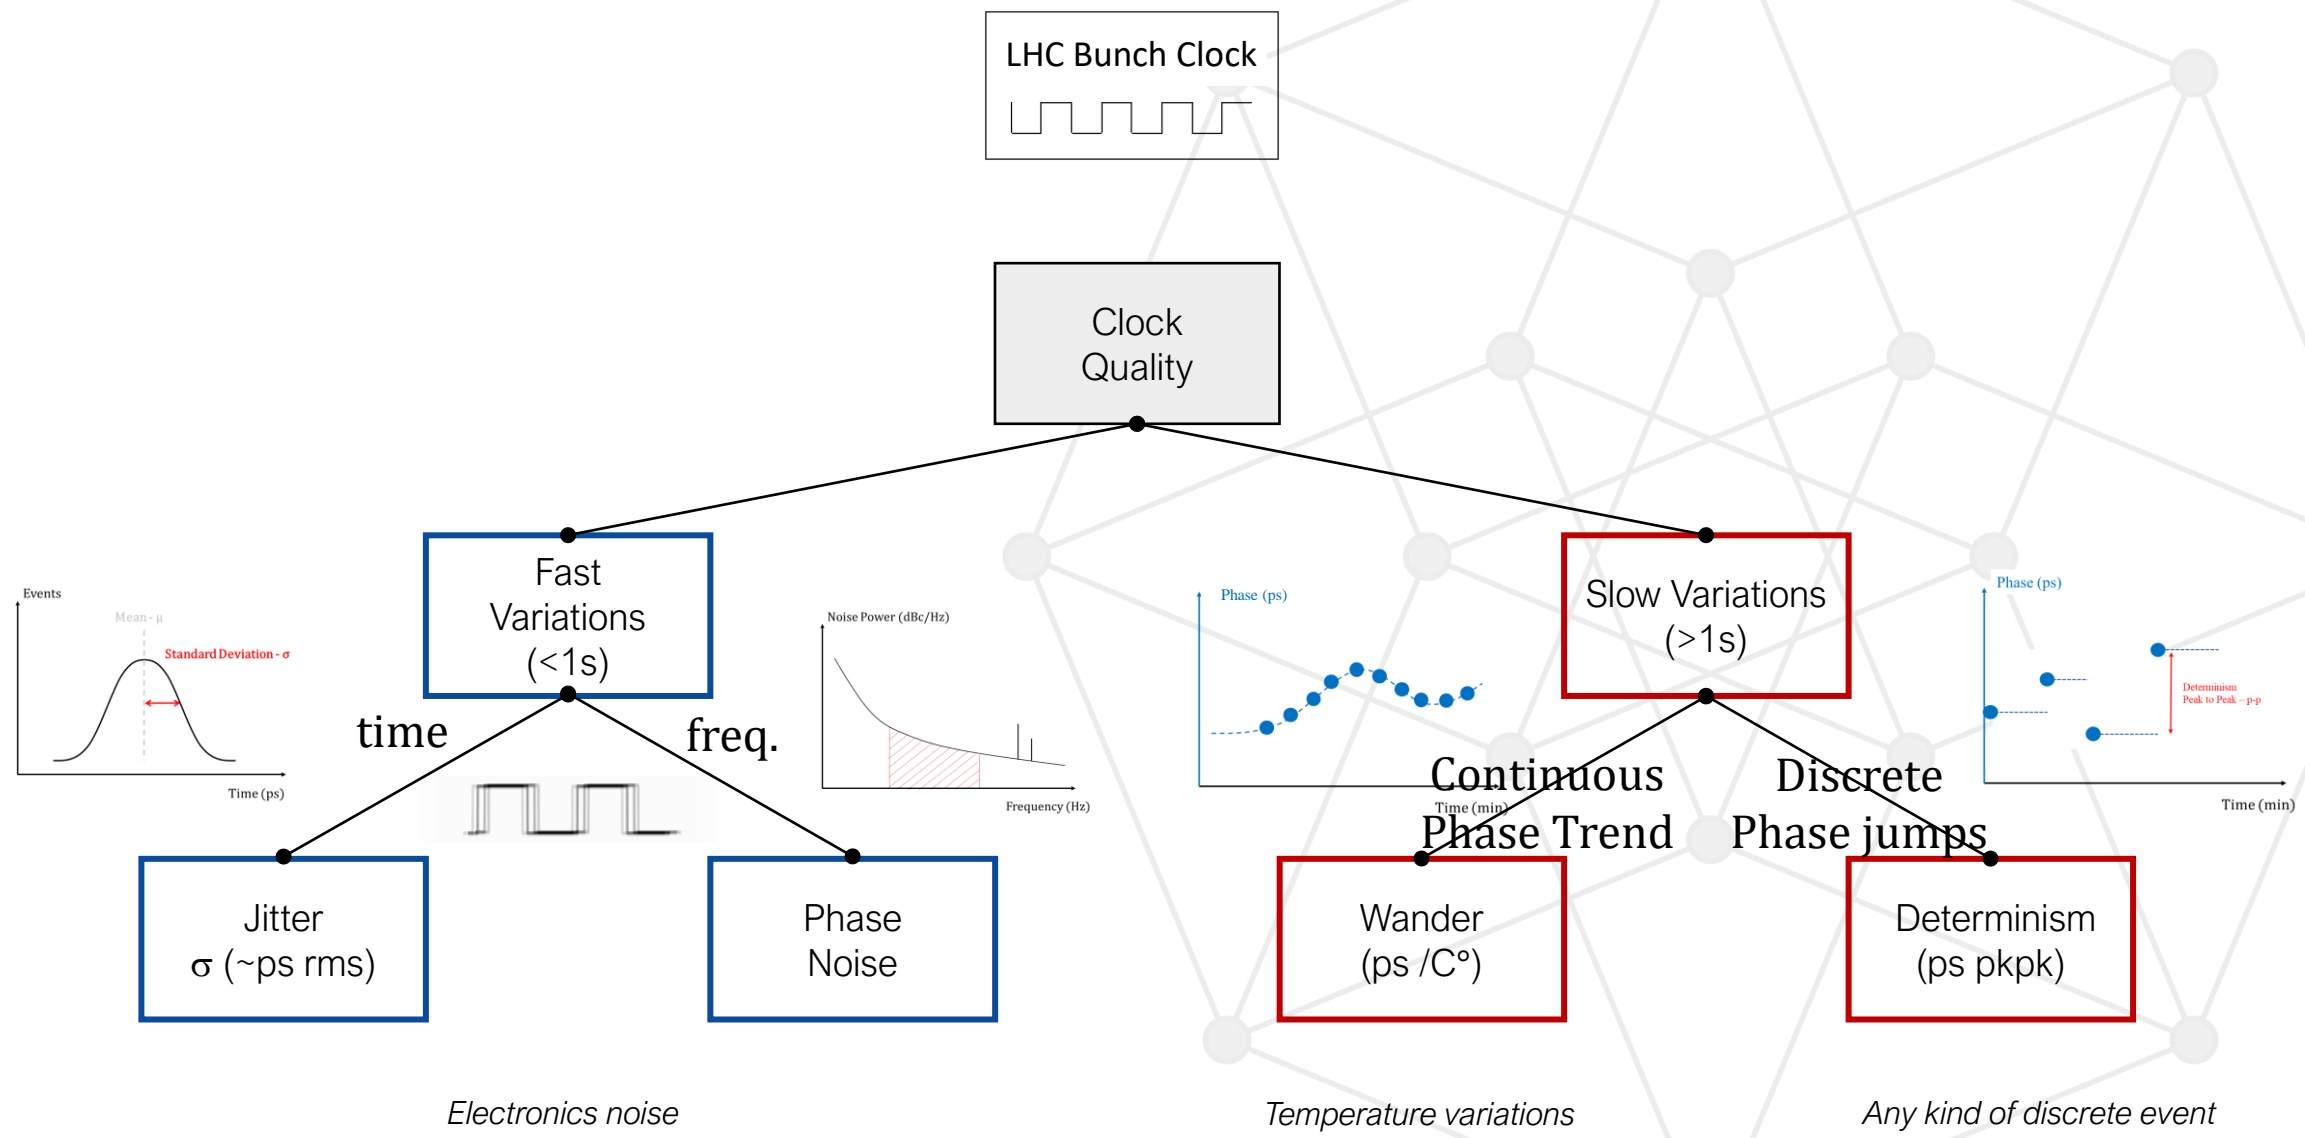 LHC Bunch Clock
Clock
Quality
Fast
Variations
(<1s)
Slow Variations
(>1s)
Events
Mean - μ
Standard Deviation - σ
Time (ps)
time
freq.
Noise Power (dBc/Hz)
Frequency (Hz)
Phase (ps)
Time (min)
Continuous
Phase Trend
Discrete
Phase jumps
Phase (ps)
Determinism
Peak to Peak – p-p
Time (min)
Jitter
σ (~ps rms)
Phase
Noise
Wander
(ps /C°)
Determinism
(ps pkpk)
Electronics noise
Temperature variations
Any kind of discrete event